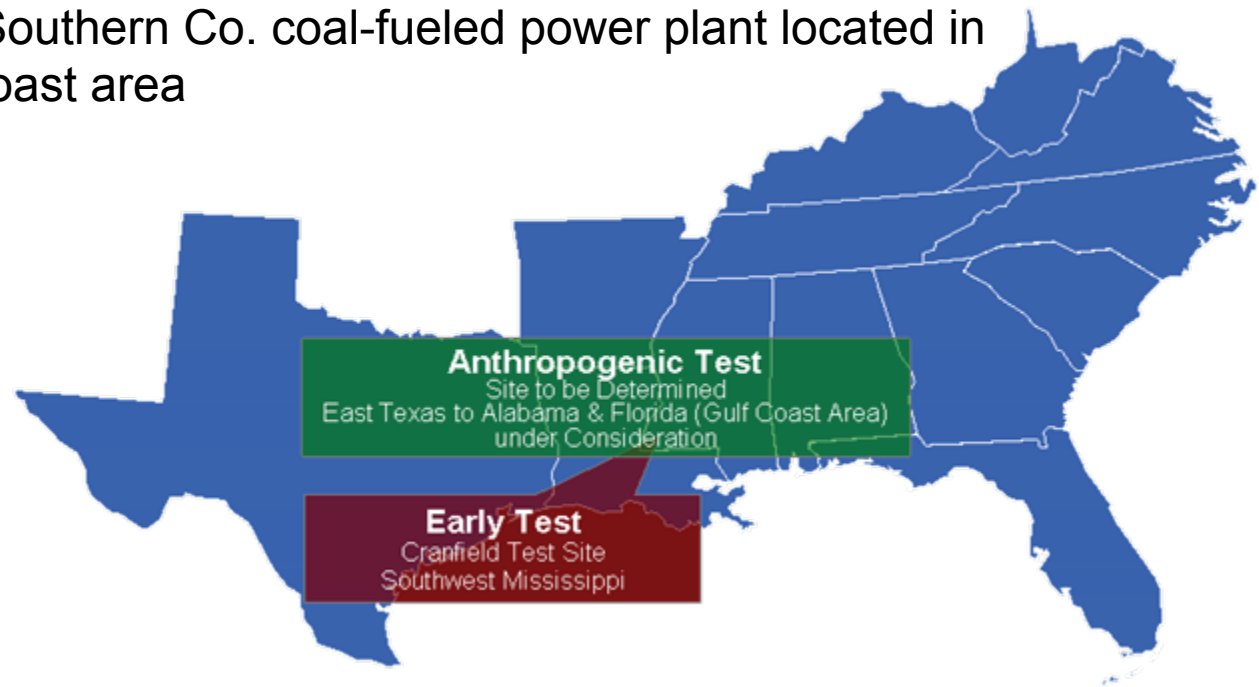 Southern Co. coal-fueled power plant located in
oast area
Anthropogenic Test
Site to be Determined
East Texas to Alabama & Florida (Gulf Coast Area)
under Consideration
Early Test
Cranfield Test Site
Southwest Mississippi